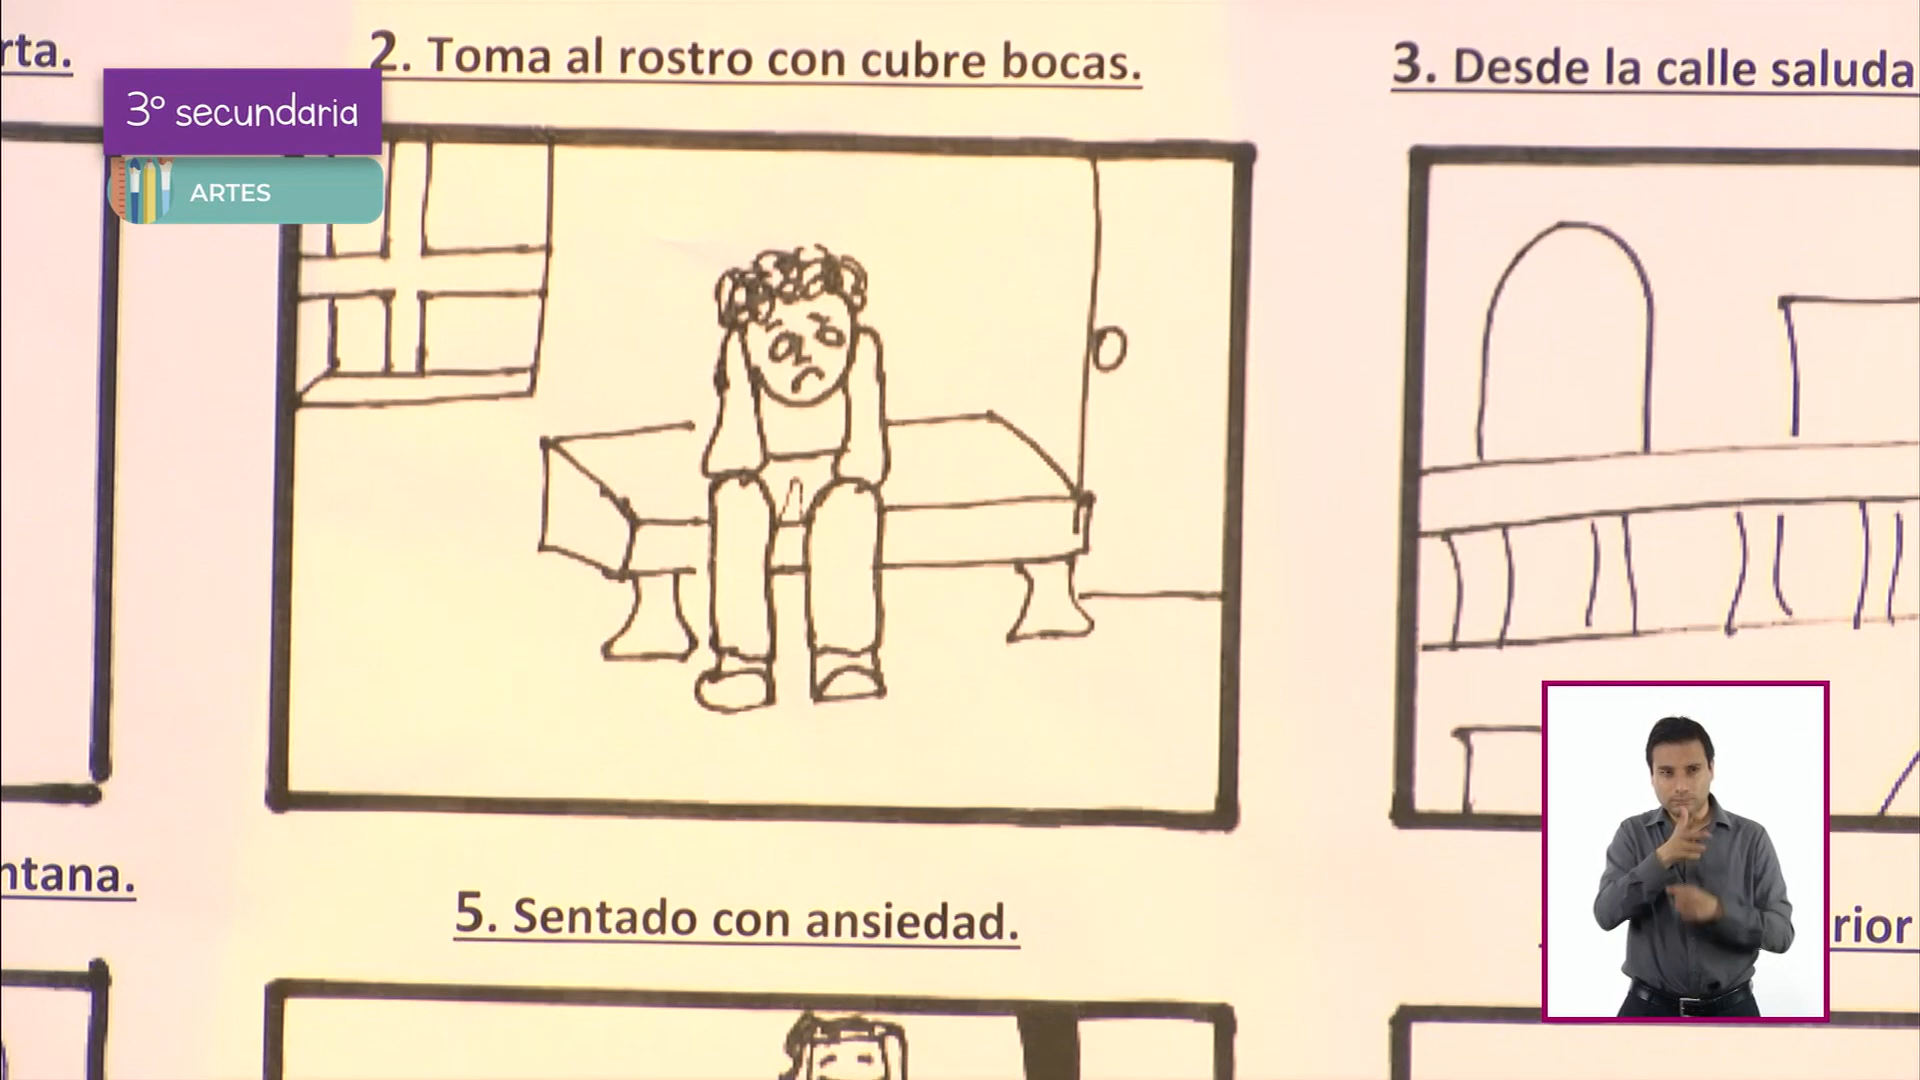 rta.
2. Toma al rostro con cubre bocas.
3. Desde la calle saluda
3° secundaria
ARTES
ntana.
5. Sentado con ansiedad.
rior